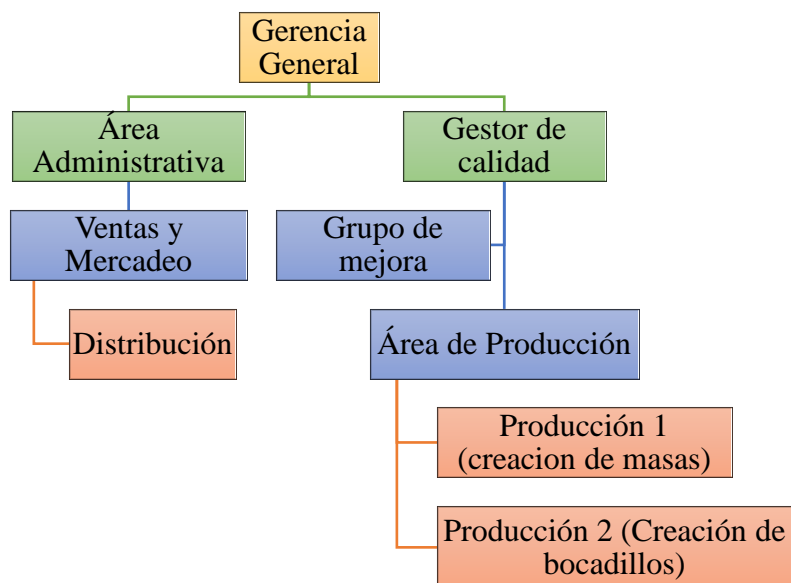 Gerencia
General
Área
Administrativa
Gestor de
calidad
Ventas y
Mercadeo
Grupo de
mejora
Distribución
Área de Producción
Producción 1
(creacion de masas)
Producción 2 (Creación de
bocadillos)